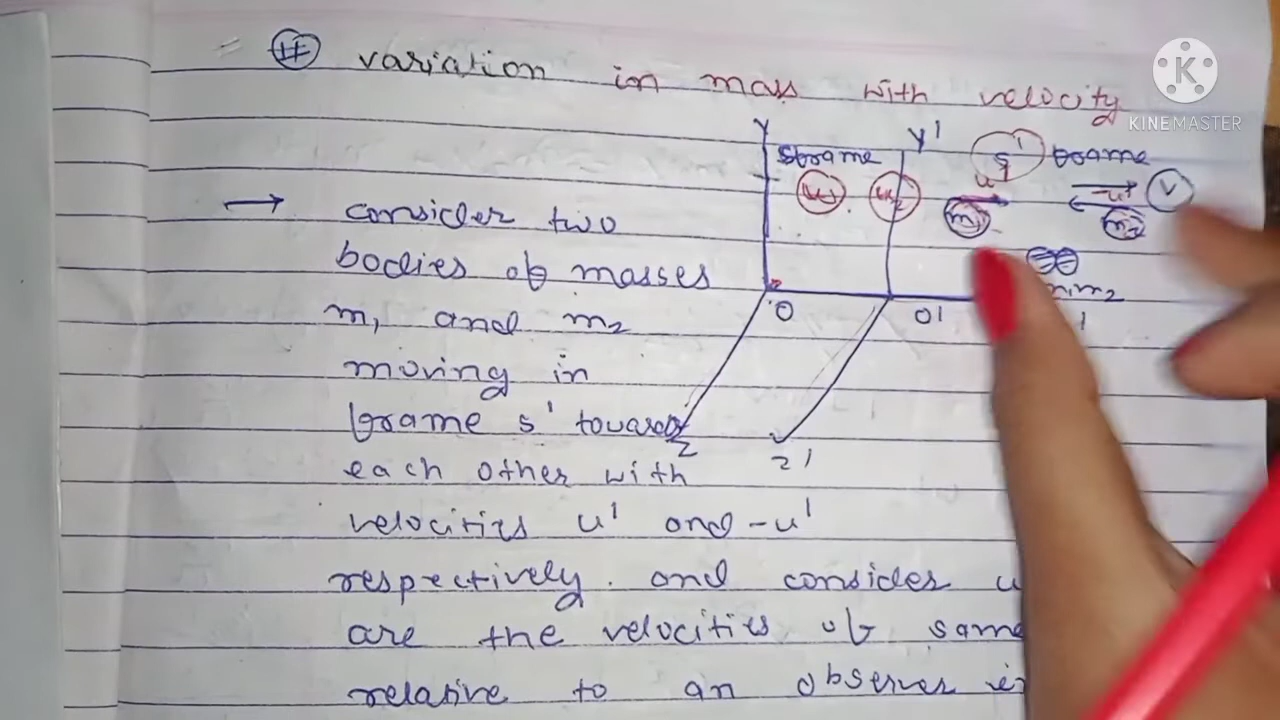 # variation in mass with velocity
Y Y'
S frame S' frame
u1 u2 u' -u' V
m1 m2
m1m2
→ consider two
bodies of masses
m1 and m2
moving in
frame s' towards
each other with
velocities u' and -u'
respectively. and consider u
are the velocities of same
relative to an observer in
O O'
Z Z'
K
KINEMASTER